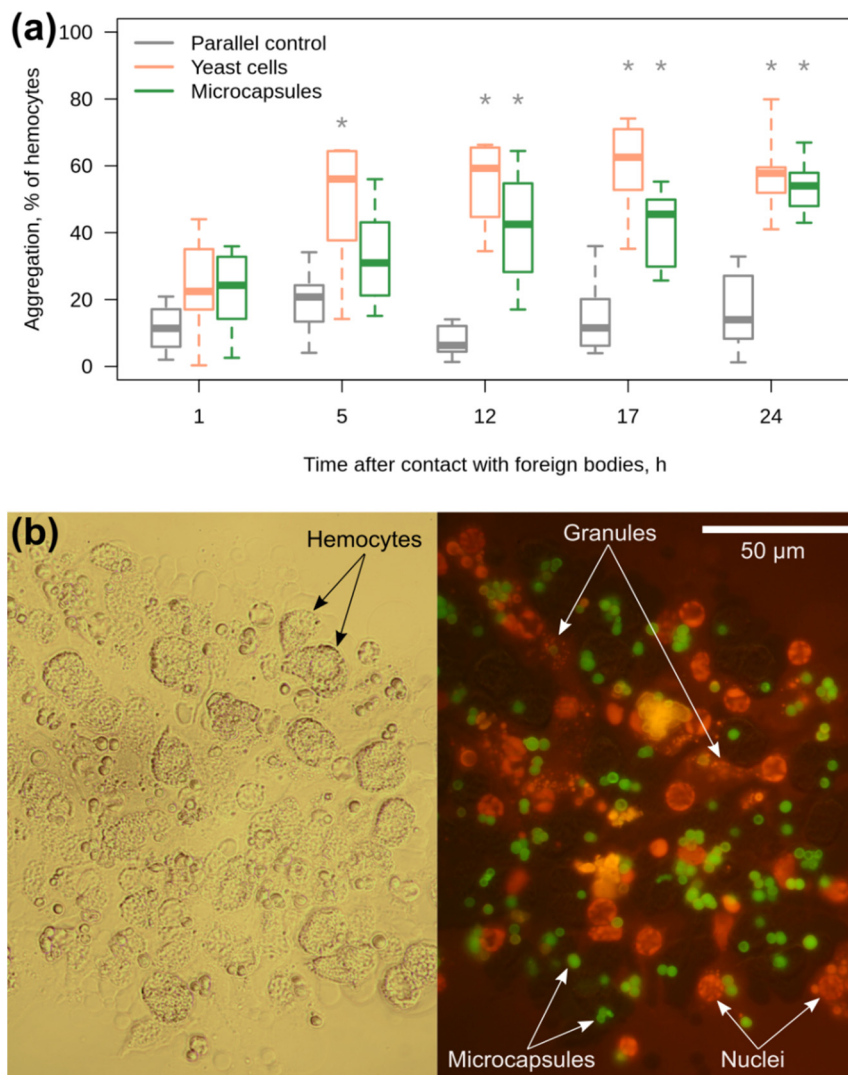 (a)
100
80
60
40
20
0
Aggregation, % of hemocytes
Parallel control
Yeast cells
Microcapsules
* * * * * * *
1 5 12 17 24
Time after contact with foreign bodies, h
(b)
Hemocytes
Granules
50 µm
Microcapsules
Nuclei